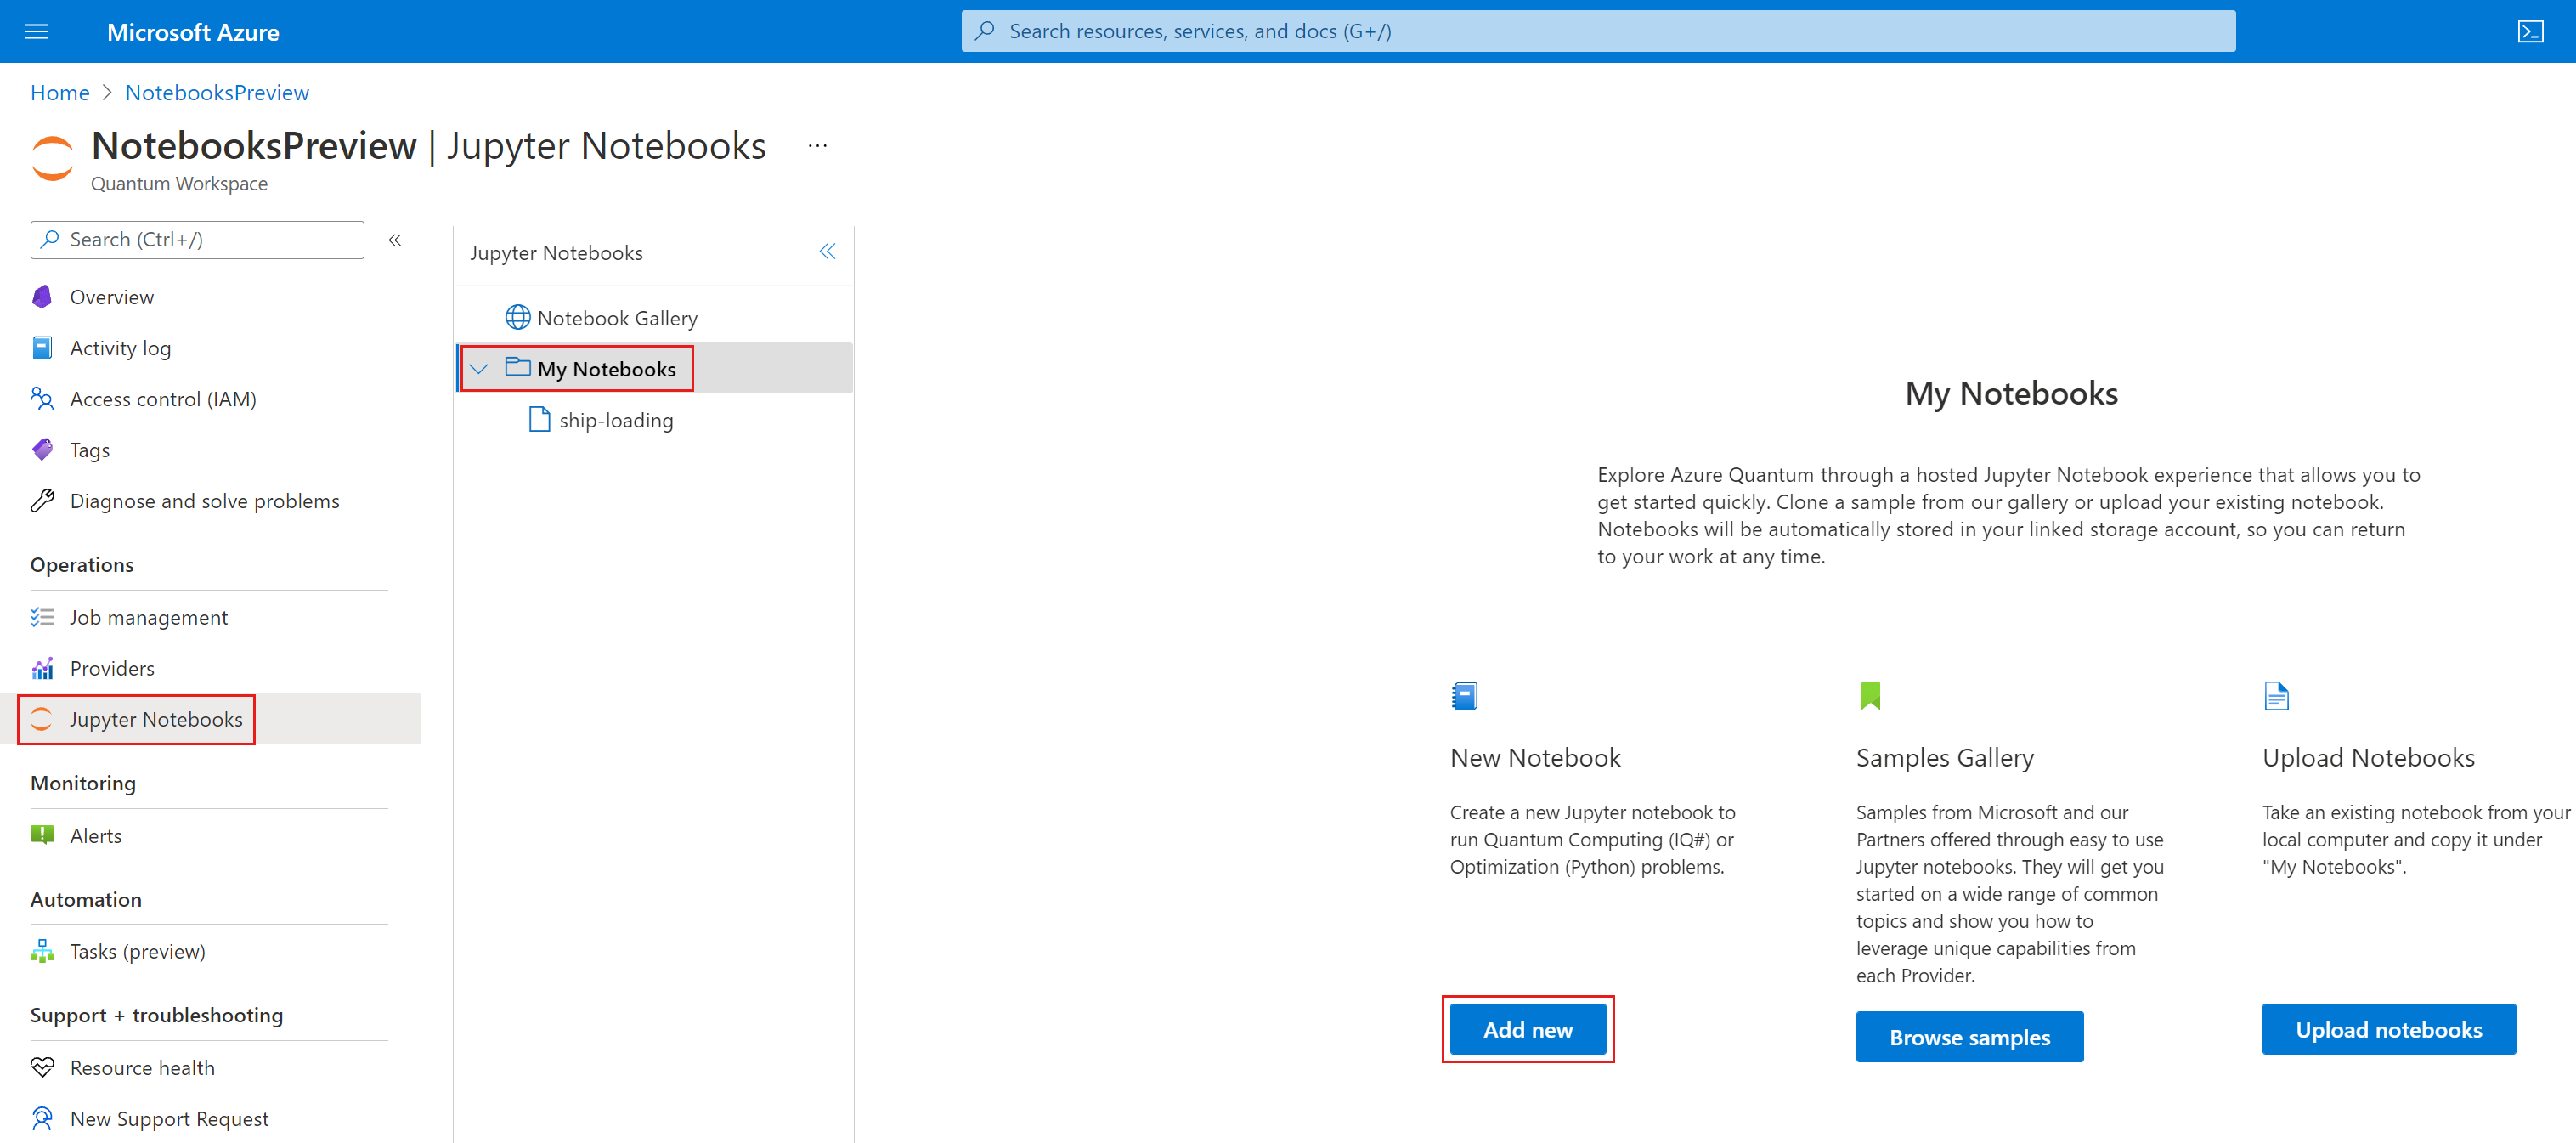 Microsoft Azure
Search resources, services, and docs (G+/)
Home > NotebooksPreview
NotebooksPreview | Jupyter Notebooks ...
Quantum Workspace
Search (Ctrl+/)
«
Overview
Activity log
Access control (IAM)
Tags
Diagnose and solve problems
Operations
Job management
Providers
Jupyter Notebooks
Monitoring
Alerts
Automation
Tasks (preview)
Support + troubleshooting
Resource health
New Support Request
Jupyter Notebooks
«
Notebook Gallery
My Notebooks
ship-loading
My Notebooks
Explore Azure Quantum through a hosted Jupyter Notebook experience that allows you to
get started quickly. Clone a sample from our gallery or upload your existing notebook.
Notebooks will be automatically stored in your linked storage account, so you can return
to your work at any time.
New Notebook
Create a new Jupyter notebook to
run Quantum Computing (IQ#) or
Optimization (Python) problems.
Add new
Samples Gallery
Samples from Microsoft and our
Partners offered through easy to use
Jupyter notebooks. They will get you
started on a wide range of common
topics and show you how to
leverage unique capabilities from
each Provider.
Browse samples
Upload Notebooks
Take an existing notebook from your
local computer and copy it under
"My Notebooks".
Upload notebooks